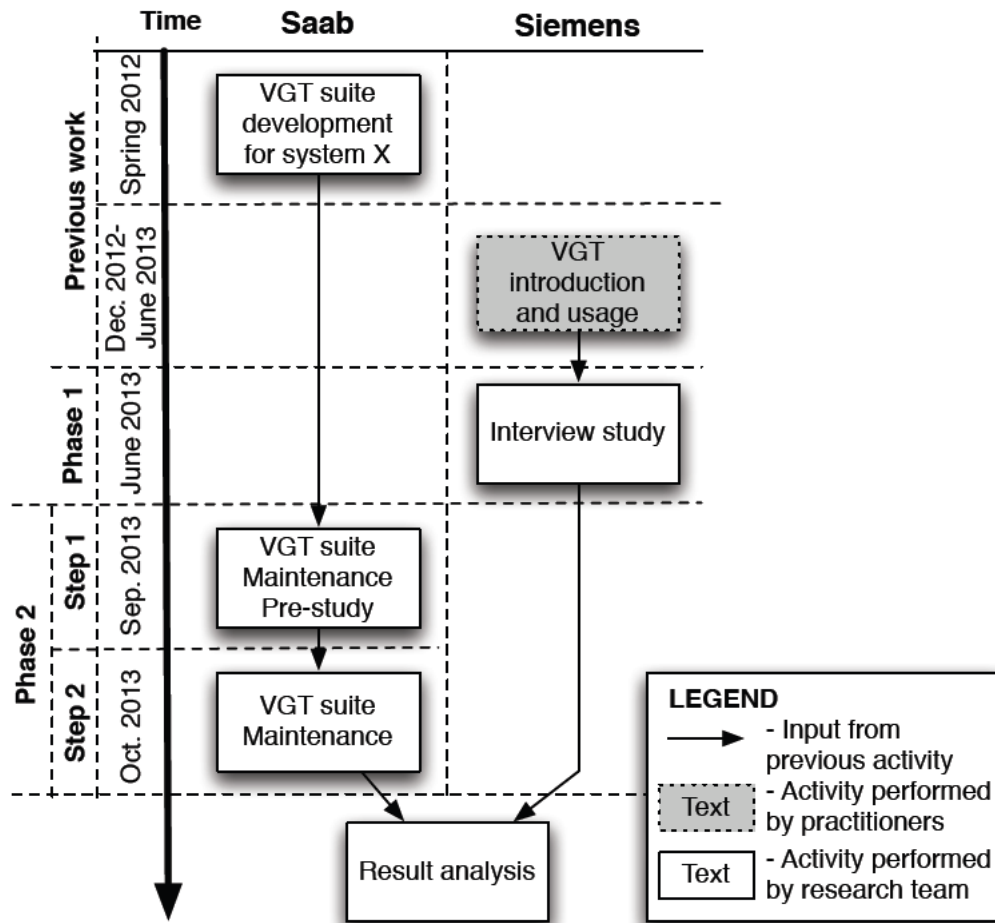 Time
Saab
Siemens
Previous work
Spring 2012
VGT suite
development
for system X
Dec. 2012-
June 2013
VGT
introduction
and usage
Phase 1
June 2013
Interview study
Phase 2
Step 1
Sep. 2013
VGT suite
Maintenance
Pre-study
Step 2
Oct. 2013
VGT suite
Maintenance
Result analysis
LEGEND
- Input from
previous activity
Text
- Activity performed
by practitioners
Text
- Activity performed
by research team